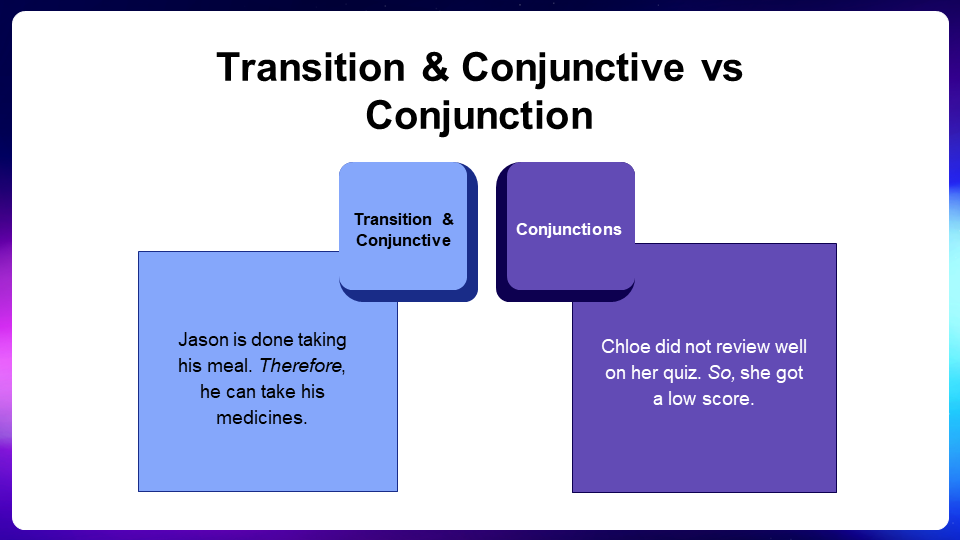 Transition & Conjunctive vs
Conjunction
Transition &
Conjunctive
Conjunctions
Jason is done taking
his meal. Therefore,
he can take his
medicines.
Chloe did not review well
on her quiz. So, she got
a low score.